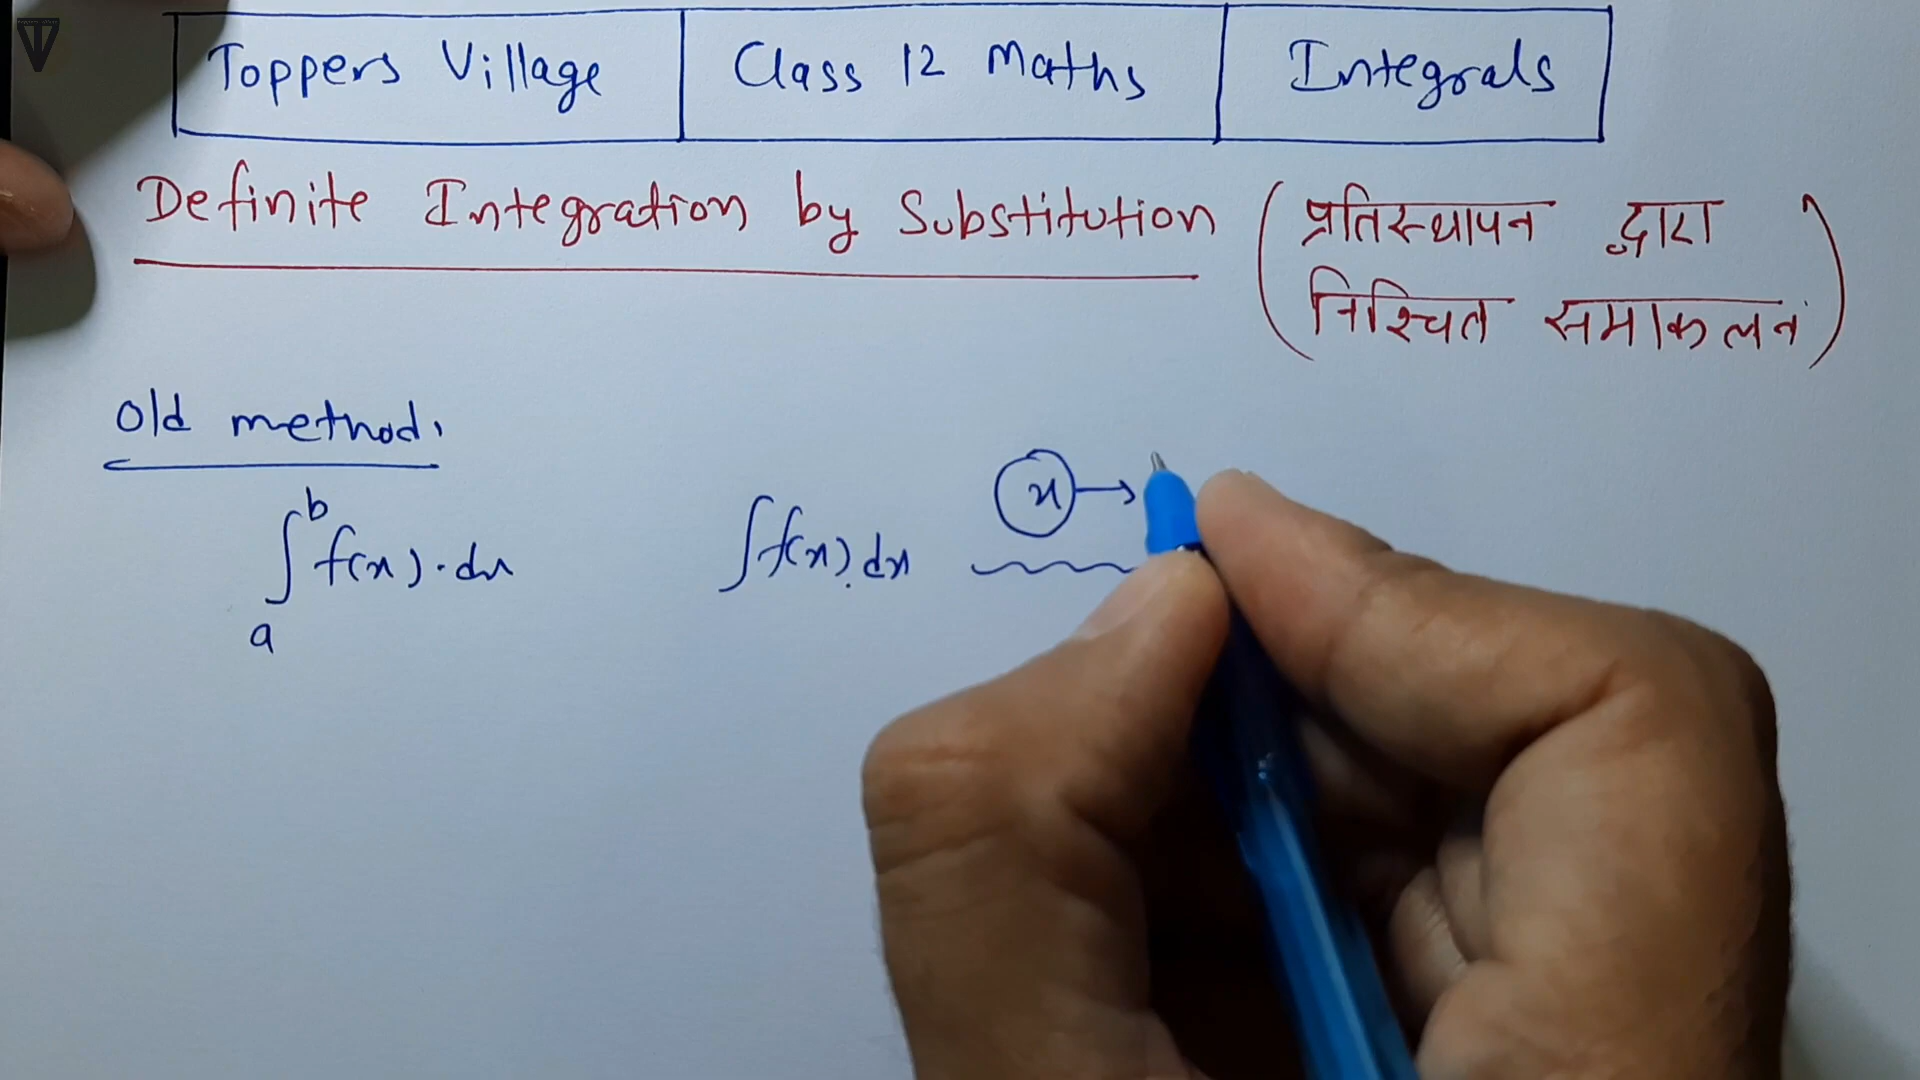 Toppers Village Class 12 Maths Integrals
Definite Integration by Substitution (प्रतिस्थापन द्वारा
निश्चित समाकलन)
Old method,
∫ₐᵇ f(x)·dx ∫f(x).dx x →